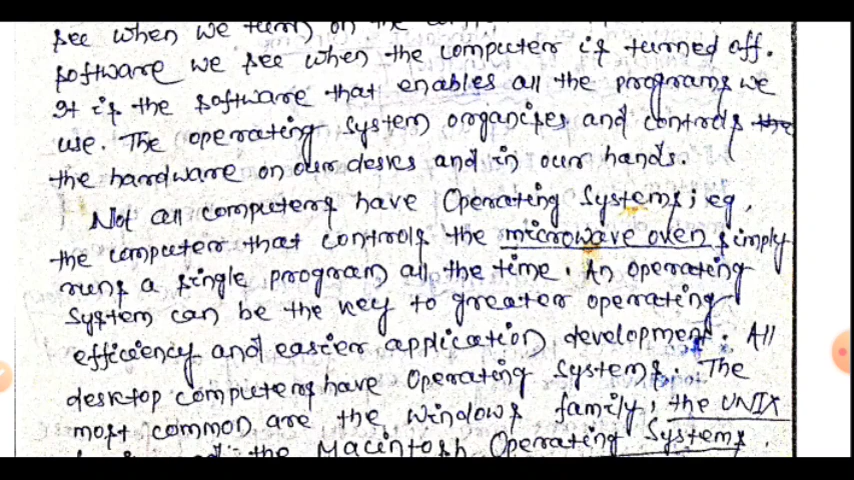 see when we turn on the
software we see when the computer is turned off.
It is the software that enables all the programs we
use. The operating system organises and controls the
the hardware on our desks and in our hands.
Not all computers have Operating Systems; eg,
the computer that controls the microwave oven simply
runs a single program all the time. An operating
System can be the key to greater operating
efficiency and easier application development. All
desktop computers have Operating Systems. The
most common are the Windows family, the UNIX
the Macintosh Operating Systems.